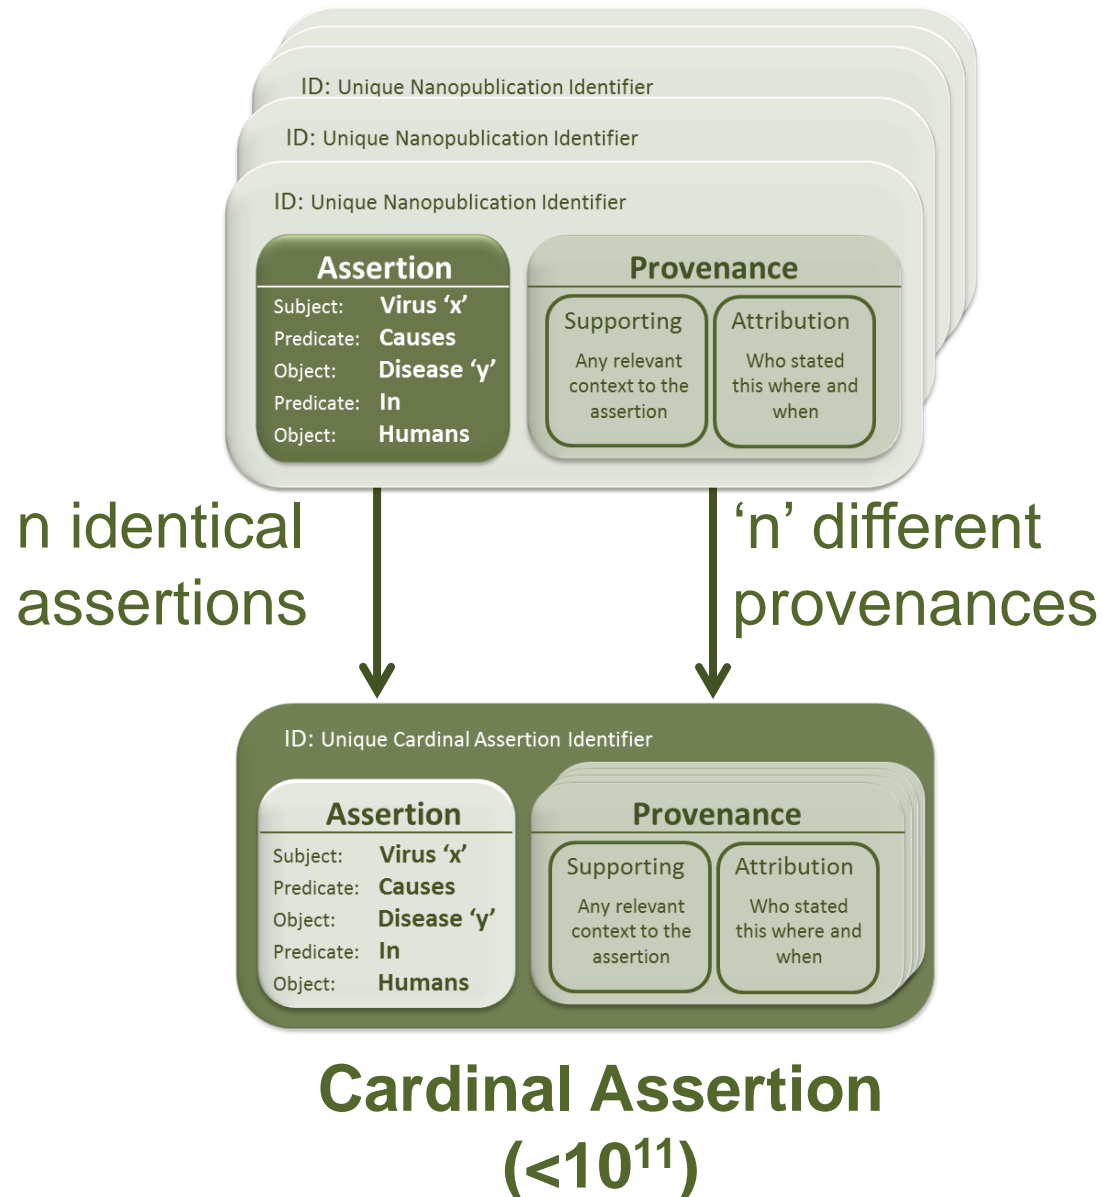 ID: Unique Nanopublication Identifier
ID: Unique Nanopublication Identifier
ID: Unique Nanopublication Identifier
Assertion
Subject: Virus ‘x’
Predicate: Causes
Object: Disease ‘y’
Predicate: In
Object: Humans
Provenance
Supporting
Any relevant
context to the
assertion
Attribution
Who stated
this where and
when
n identical
assertions
‘n’ different
provenances
ID: Unique Cardinal Assertion Identifier
Assertion
Subject: Virus ‘x’
Predicate: Causes
Object: Disease ‘y’
Predicate: In
Object: Humans
Provenance
Supporting
Any relevant
context to the
assertion
Attribution
Who stated
this where and
when
Cardinal Assertion
(<10¹¹)